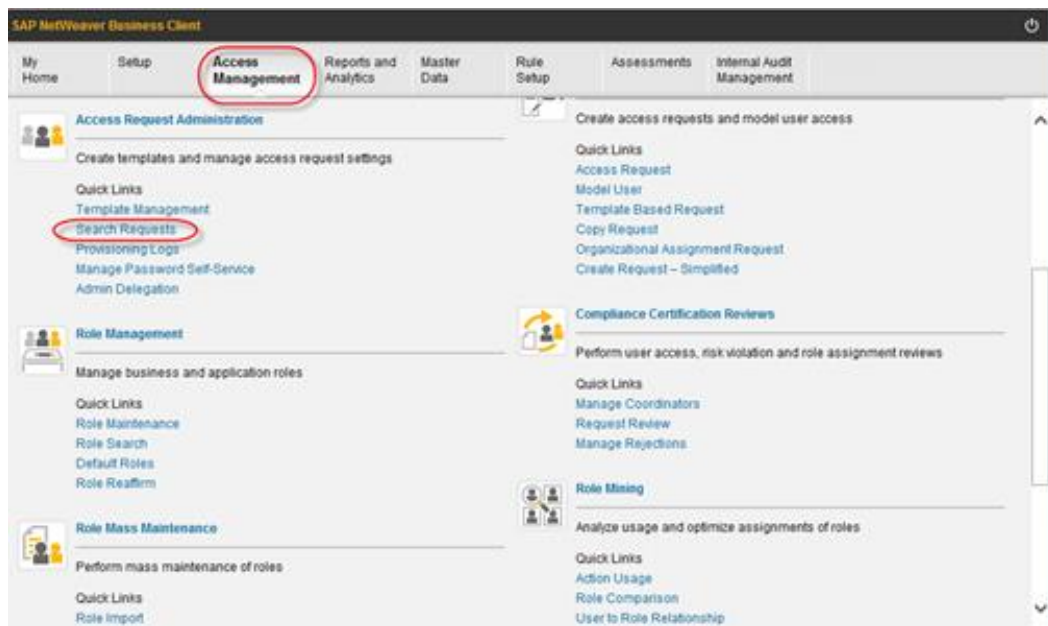 SAP NetWeaver Business Client
My Home
Setup
Access Management
Reports and Analytics
Master Data
Rule Setup
Assessments
Internal Audit Management
Access Request Administration
Create templates and manage access request settings
Quick Links
Template Management
Search Requests
Provisioning Logs
Manage Password Self-Service
Admin Delegation
Role Management
Manage business and application roles
Quick Links
Role Maintenance
Role Search
Default Roles
Role Reaffirm
Role Mass Maintenance
Perform mass maintenance of roles
Quick Links
Role Import
Create access requests and model user access
Quick Links
Access Request
Model User
Template Based Request
Copy Request
Organizational Assignment Request
Create Request – Simplified
Compliance Certification Reviews
Perform user access, risk violation and role assignment reviews
Quick Links
Manage Coordinators
Request Review
Manage Rejections
Role Mining
Analyze usage and optimize assignments of roles
Quick Links
Action Usage
Role Comparison
User to Role Relationship